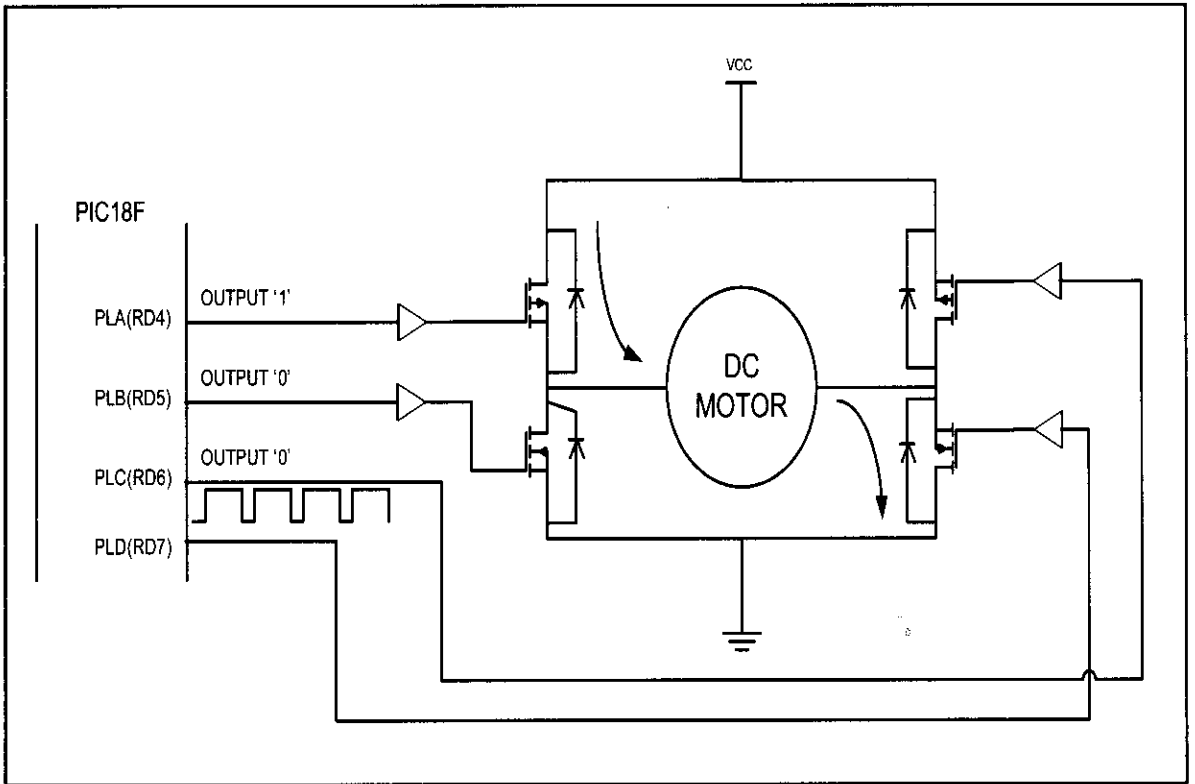 VCC
PIC18F
OUTPUT '1'
PLA(RD4)
OUTPUT '0'
PLB(RD5)
OUTPUT '0'
PLC(RD6)
PLD(RD7)
DC
MOTOR